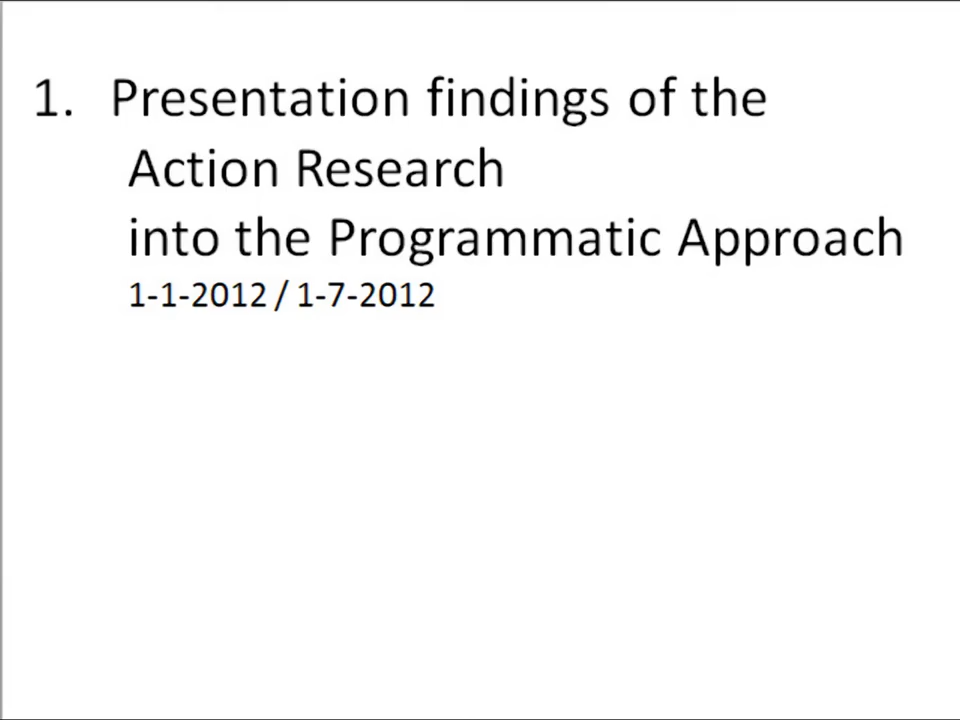 1. Presentation findings of the
Action Research
into the Programmatic Approach
1-1-2012 / 1-7-2012